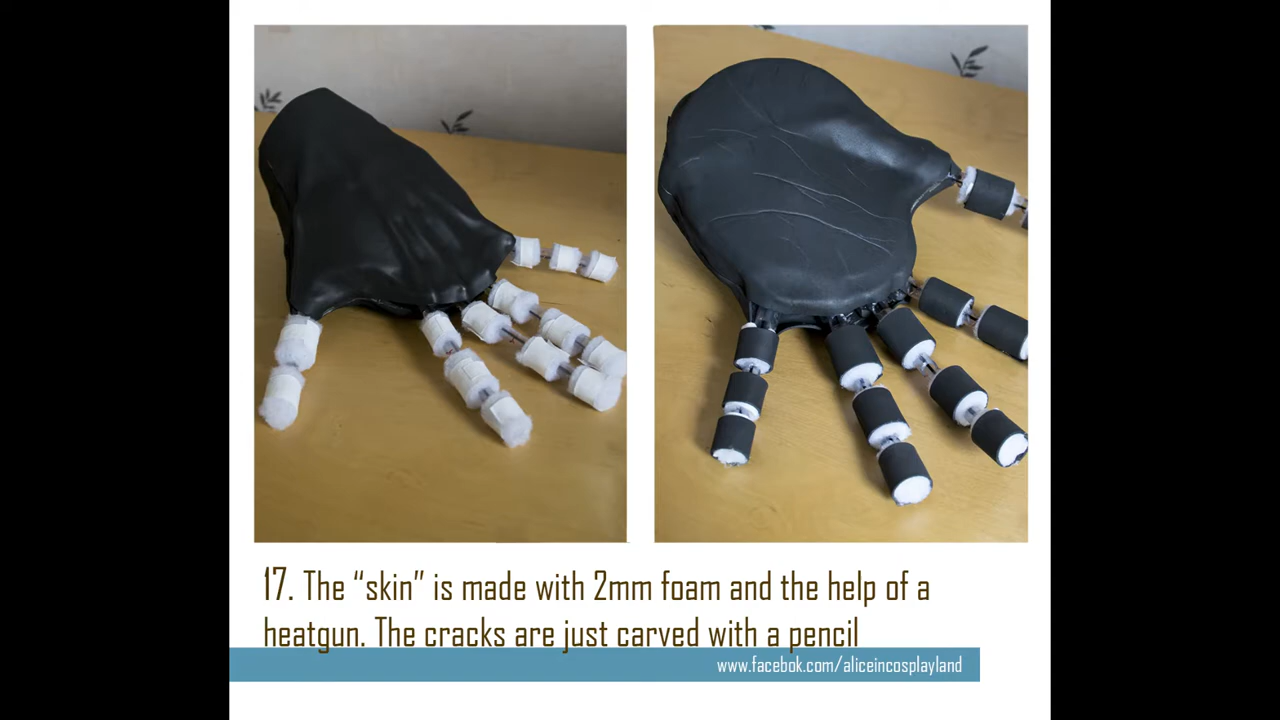 17. The “skin” is made with 2mm foam and the help of a
heatgun. The cracks are just carved with a pencil
www.facebok.com/aliceincosplayland